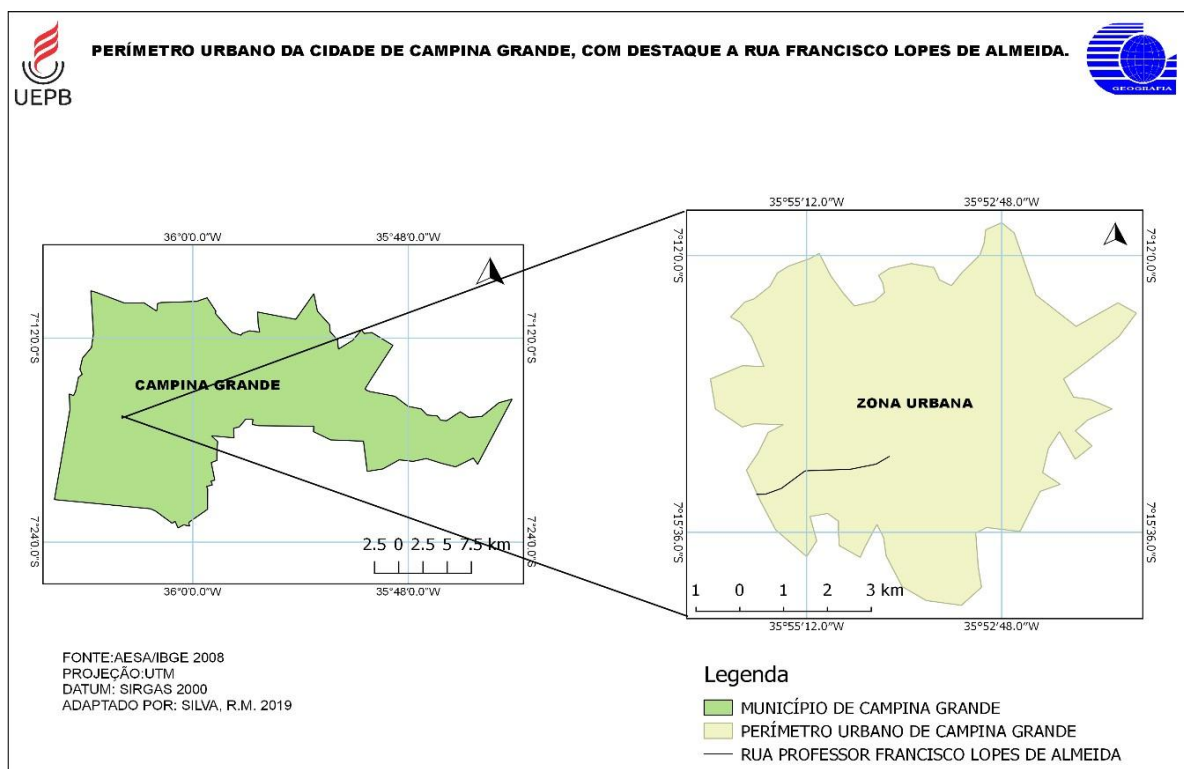 PERÍMETRO URBANO DA CIDADE DE CAMPINA GRANDE, COM DESTAQUE A RUA FRANCISCO LOPES DE ALMEIDA.
UEPB
GEOGRAFIA
36°0'0.0"W
35°48'0.0"W
7°12'0.0"S
7°12'0.0"S
CAMPINA GRANDE
7°24'0.0"S
7°24'0.0"S
2.5 0 2.5 5 7.5 km
36°0'0.0"W
35°48'0.0"W
35°55'12.0"W
35°52'48.0"W
7°12'0.0"S
7°12'0.0"S
ZONA URBANA
7°15'36.0"S
7°15'36.0"S
1 0 1 2 3 km
35°55'12.0"W
35°52'48.0"W
FONTE:AESA/IBGE 2008
PROJEÇÃO:UTM
DATUM: SIRGAS 2000
ADAPTADO POR: SILVA, R.M. 2019
Legenda
MUNICÍPIO DE CAMPINA GRANDE
PERÍMETRO URBANO DE CAMPINA GRANDE
RUA PROFESSOR FRANCISCO LOPES DE ALMEIDA